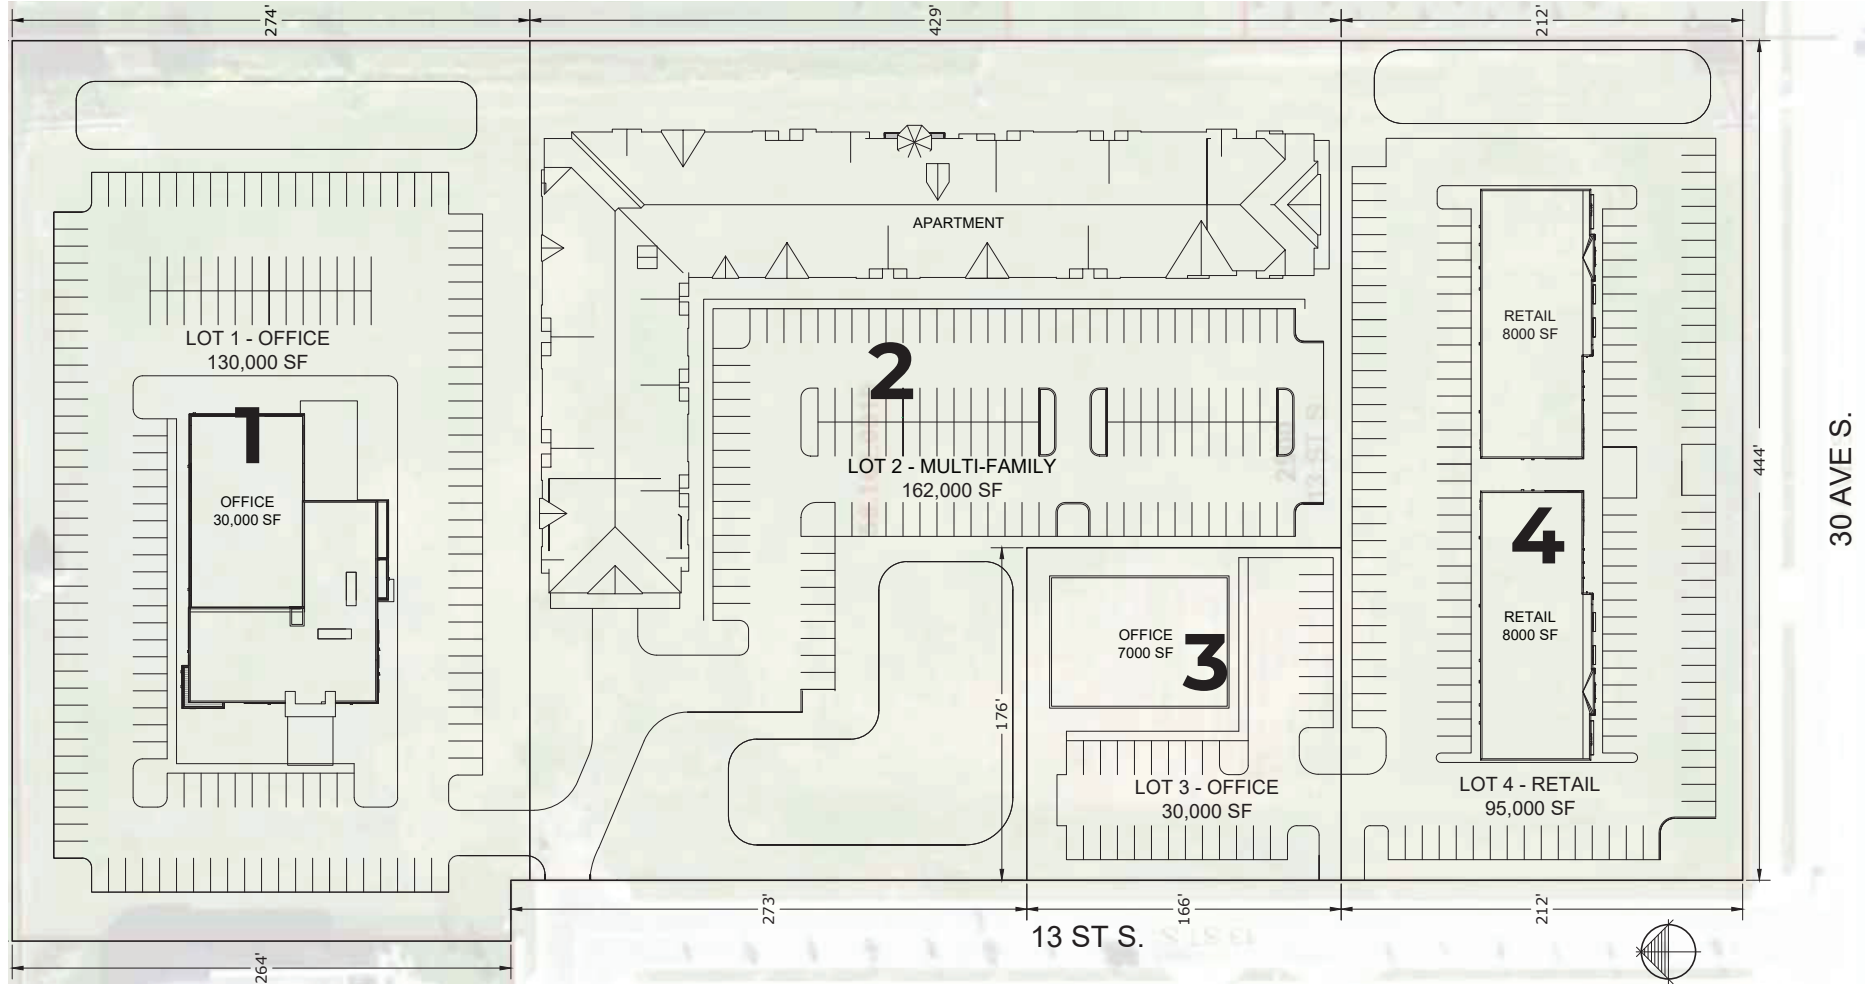 274'
429'
212'
444'
30 AVE S.
APARTMENT
LOT 1 - OFFICE
130,000 SF
1
OFFICE
30,000 SF
2
LOT 2 - MULTI-FAMILY
162,000 SF
RETAIL
8000 SF
4
RETAIL
8000 SF
OFFICE
7000 SF
3
176'
LOT 3 - OFFICE
30,000 SF
LOT 4 - RETAIL
95,000 SF
273'
166'
212'
13 ST S.
264'